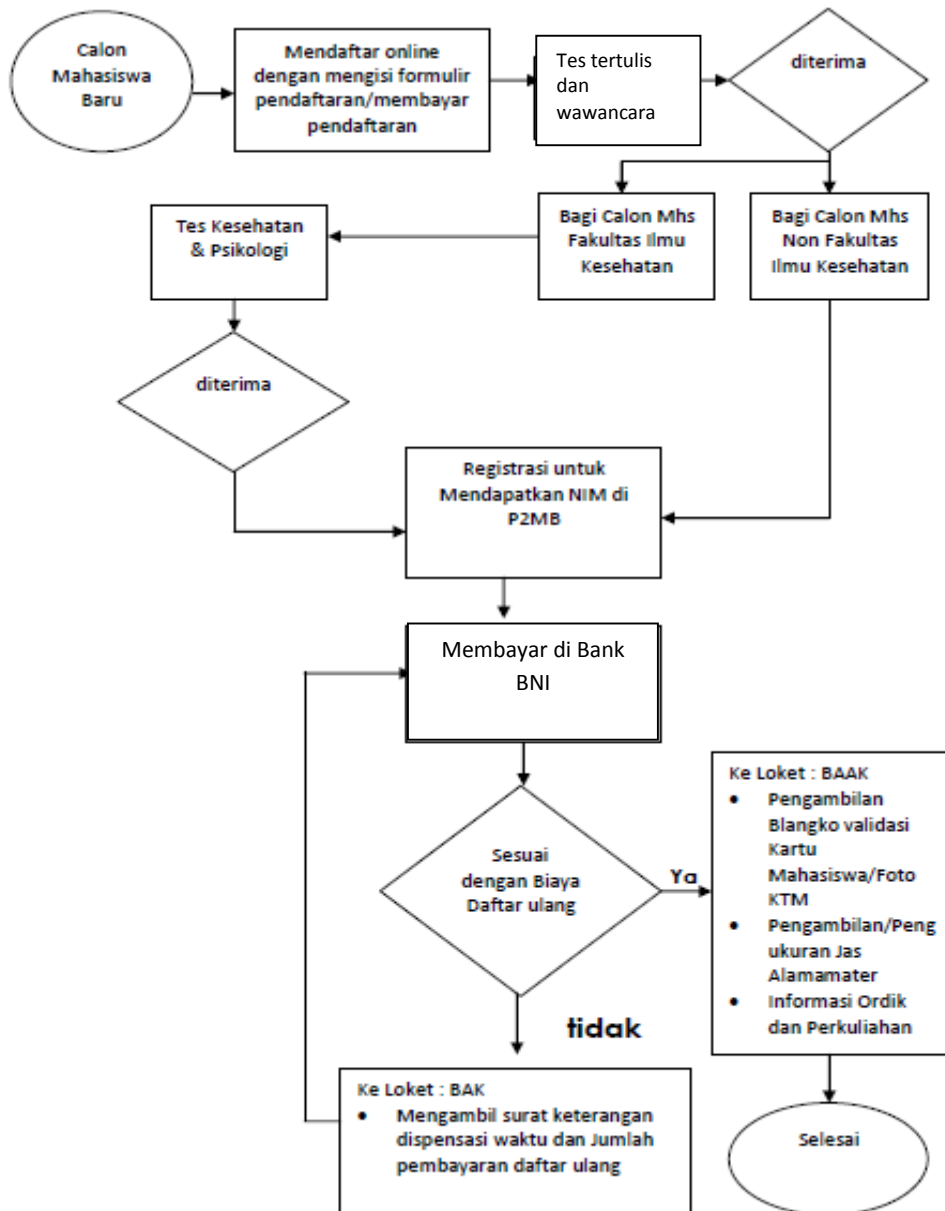 Calon
Mahasiswa
Baru
Mendaftar online
dengan mengisi formulir
pendaftaran/membayar
pendaftaran
Tes tertulis
dan
wawancara
diterima
Tes Kesehatan
& Psikologi
Bagi Calon Mhs
Fakultas Ilmu
Kesehatan
Bagi Calon Mhs
Non Fakultas
Ilmu Kesehatan
diterima
Registrasi untuk
Mendapatkan NIM di
P2MB
Membayar di Bank
BNI
Sesuai
dengan Biaya
Daftar ulang
Ya
Ke Loket : BAAK
• Pengambilan
Blangko validasi
Kartu
Mahasiswa/Foto
KTM
• Pengambilan/Peng
ukuran Jas
Alamamater
• Informasi Ordik
dan Perkuliahan
tidak
Ke Loket : BAK
• Mengambil surat keterangan
dispensasi waktu dan Jumlah
pembayaran daftar ulang
Selesai